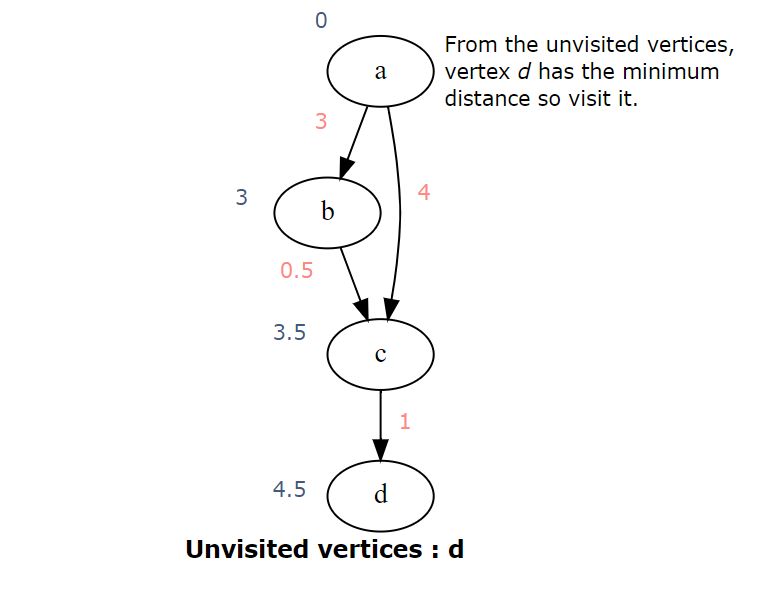 0
a
From the unvisited vertices,
vertex d has the minimum
distance so visit it.
3
4
3
b
0.5
3.5
c
1
4.5
d
Unvisited vertices : d